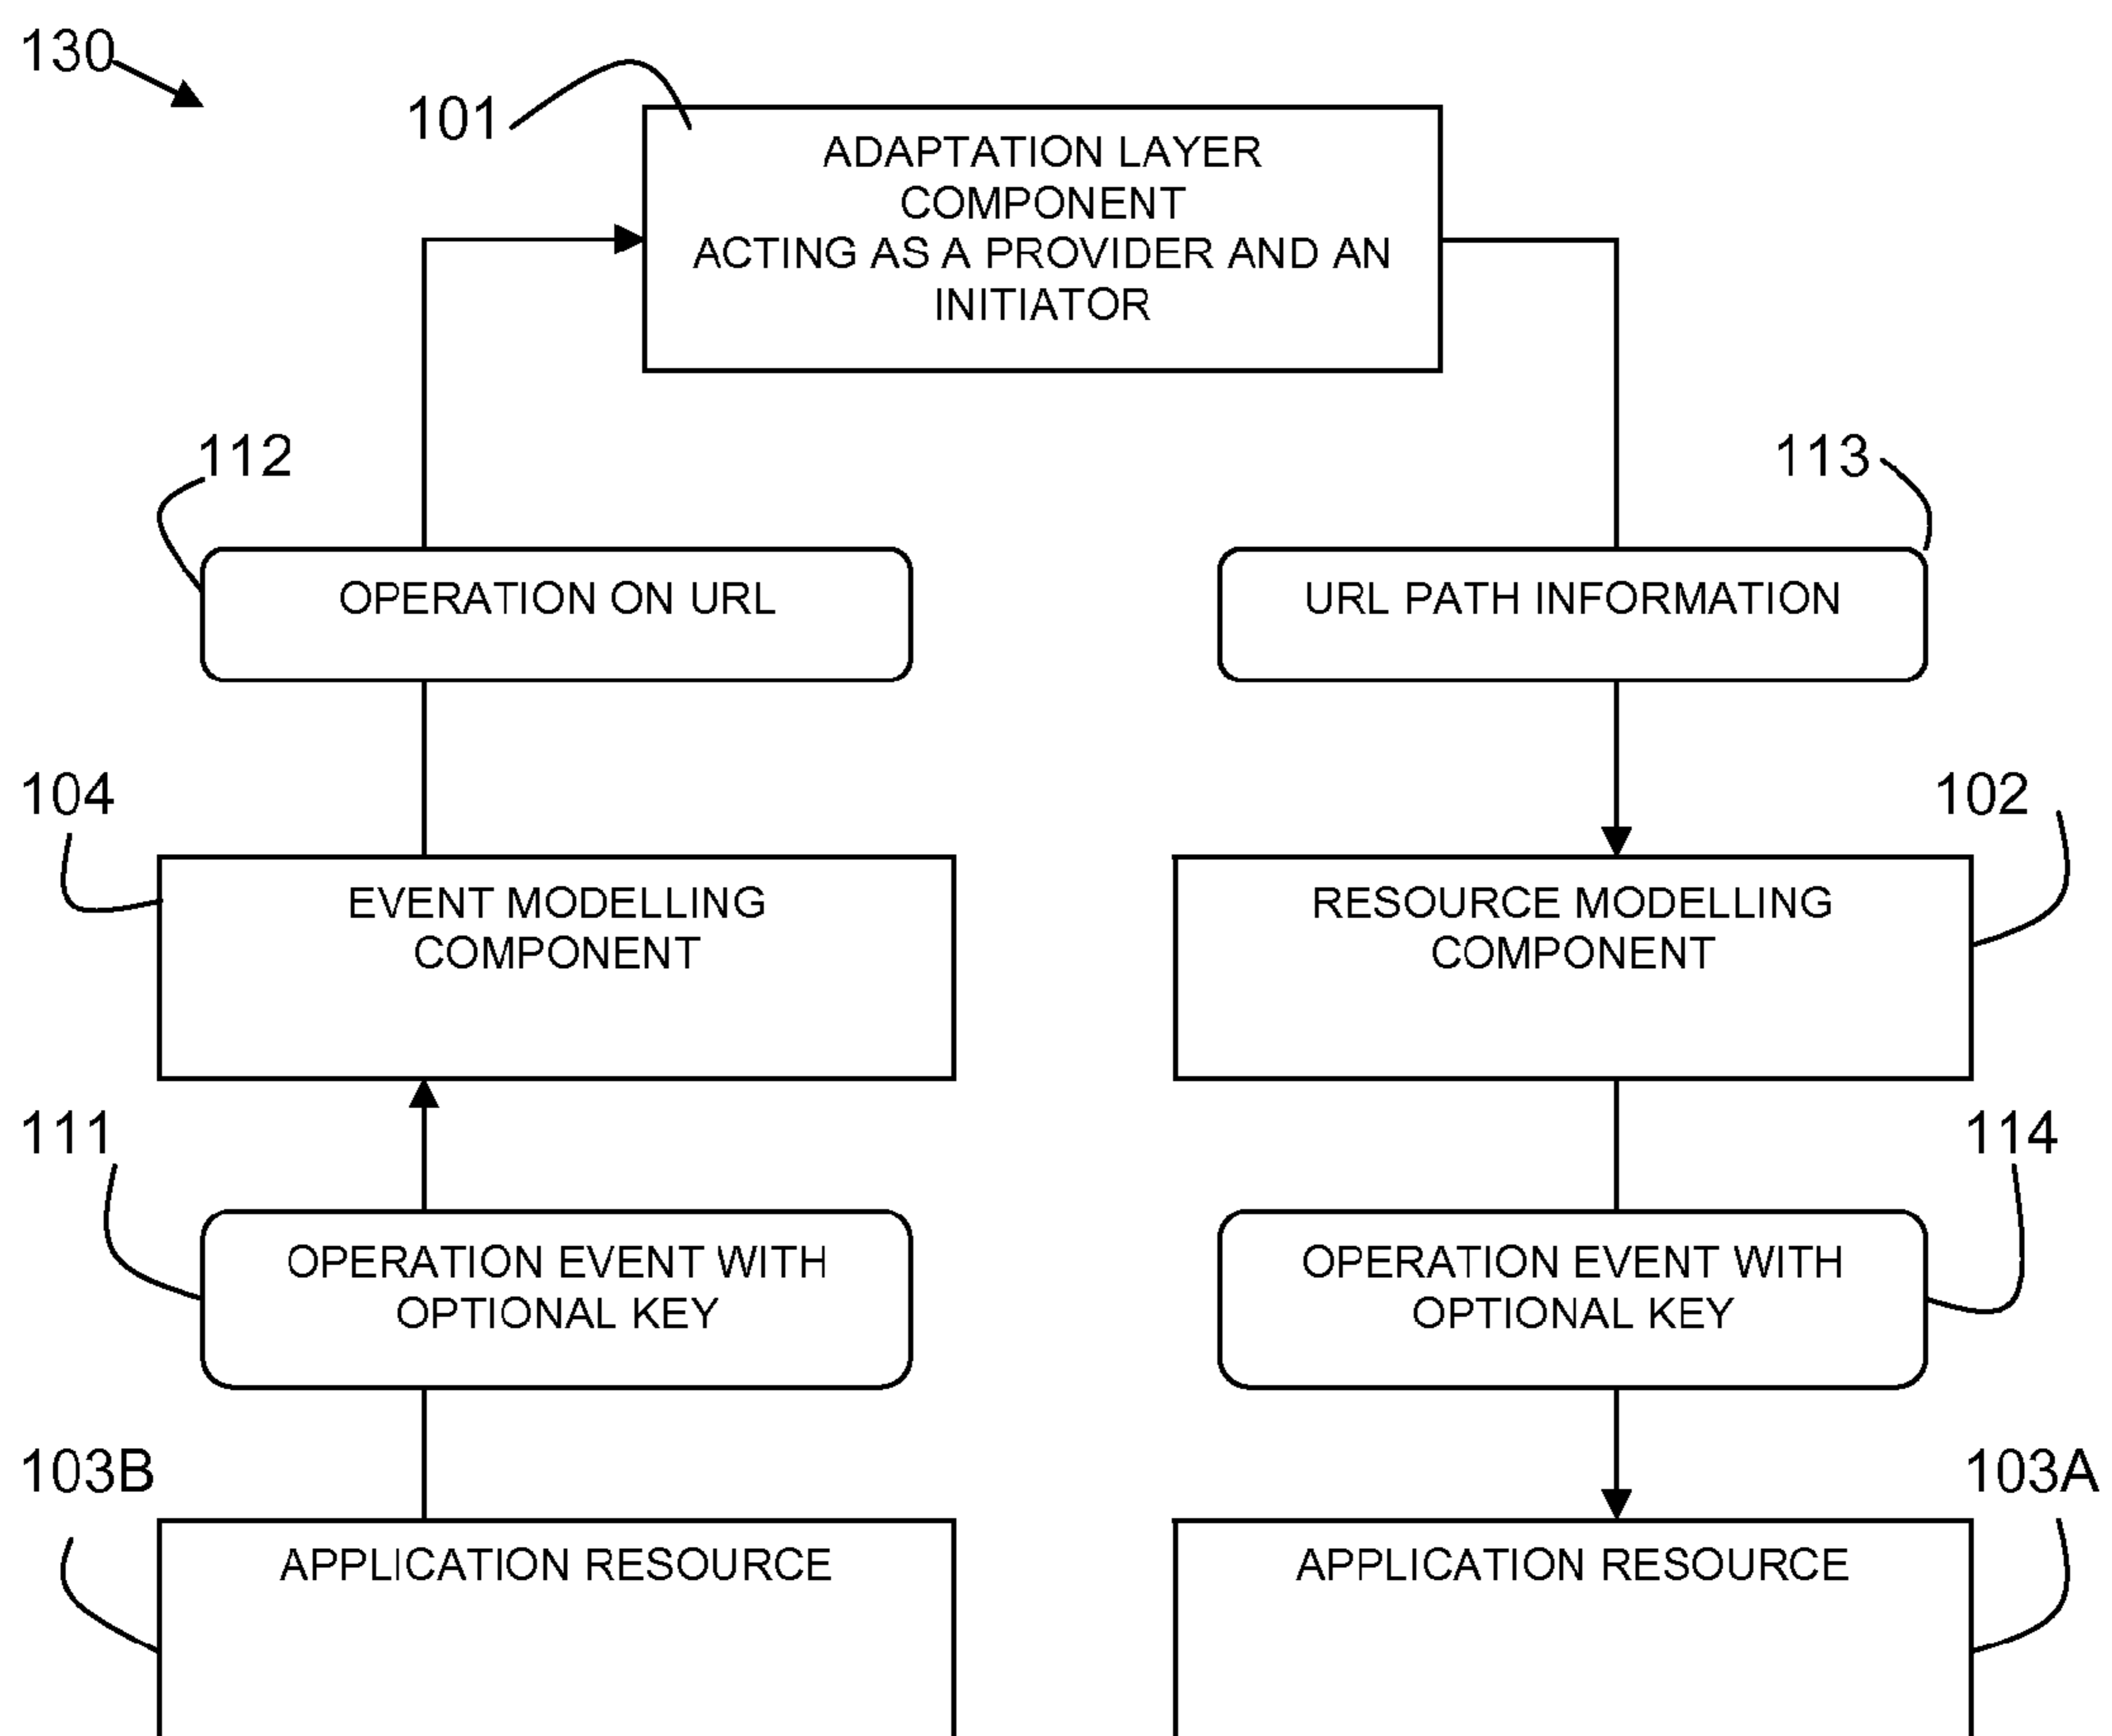 130
101
ADAPTATION LAYER
COMPONENT
ACTING AS A PROVIDER AND AN
INITIATOR
112
113
OPERATION ON URL
URL PATH INFORMATION
104
102
EVENT MODELLING
COMPONENT
RESOURCE MODELLING
COMPONENT
111
114
OPERATION EVENT WITH
OPTIONAL KEY
OPERATION EVENT WITH
OPTIONAL KEY
103B
103A
APPLICATION RESOURCE
APPLICATION RESOURCE